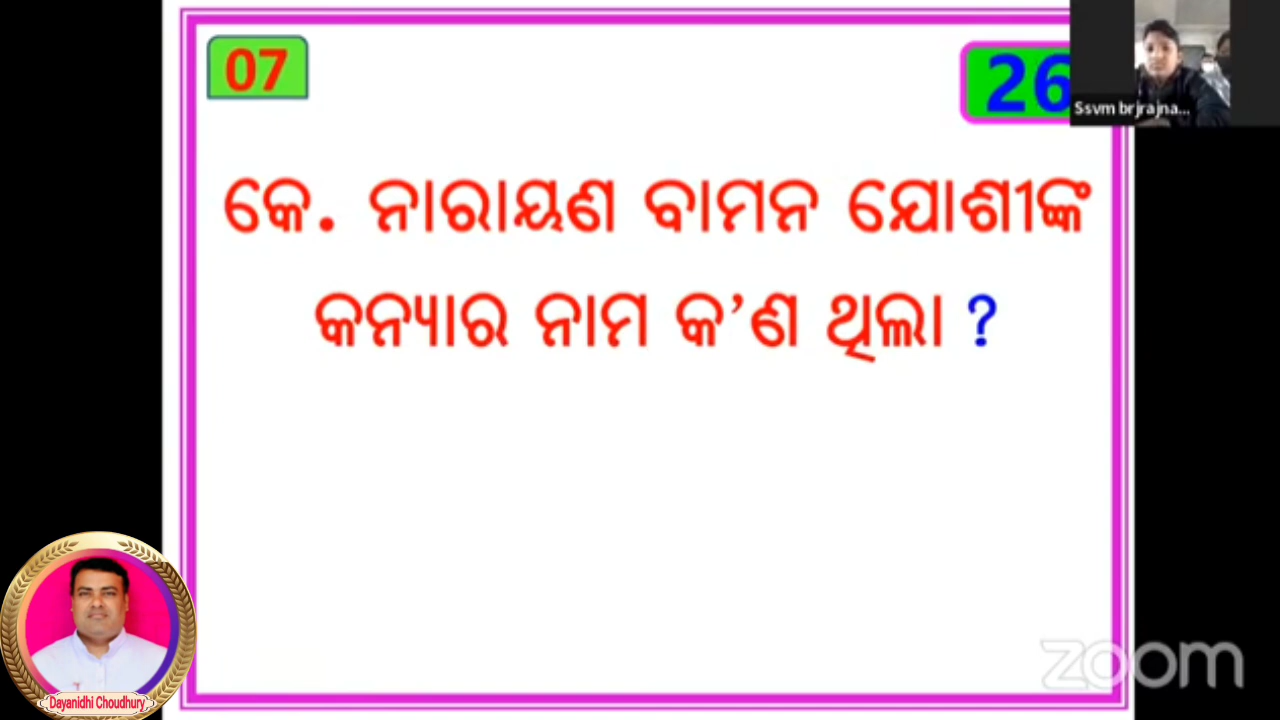 07
26
Ssvm brjrajna...
କେ. ନାରାୟଣ ବାମନ ଯୋଶୀଙ୍କ
କନ୍ୟାର ନାମ କ’ଣ ଥିଲା ?
zoom
Dayanidhi Choudhury